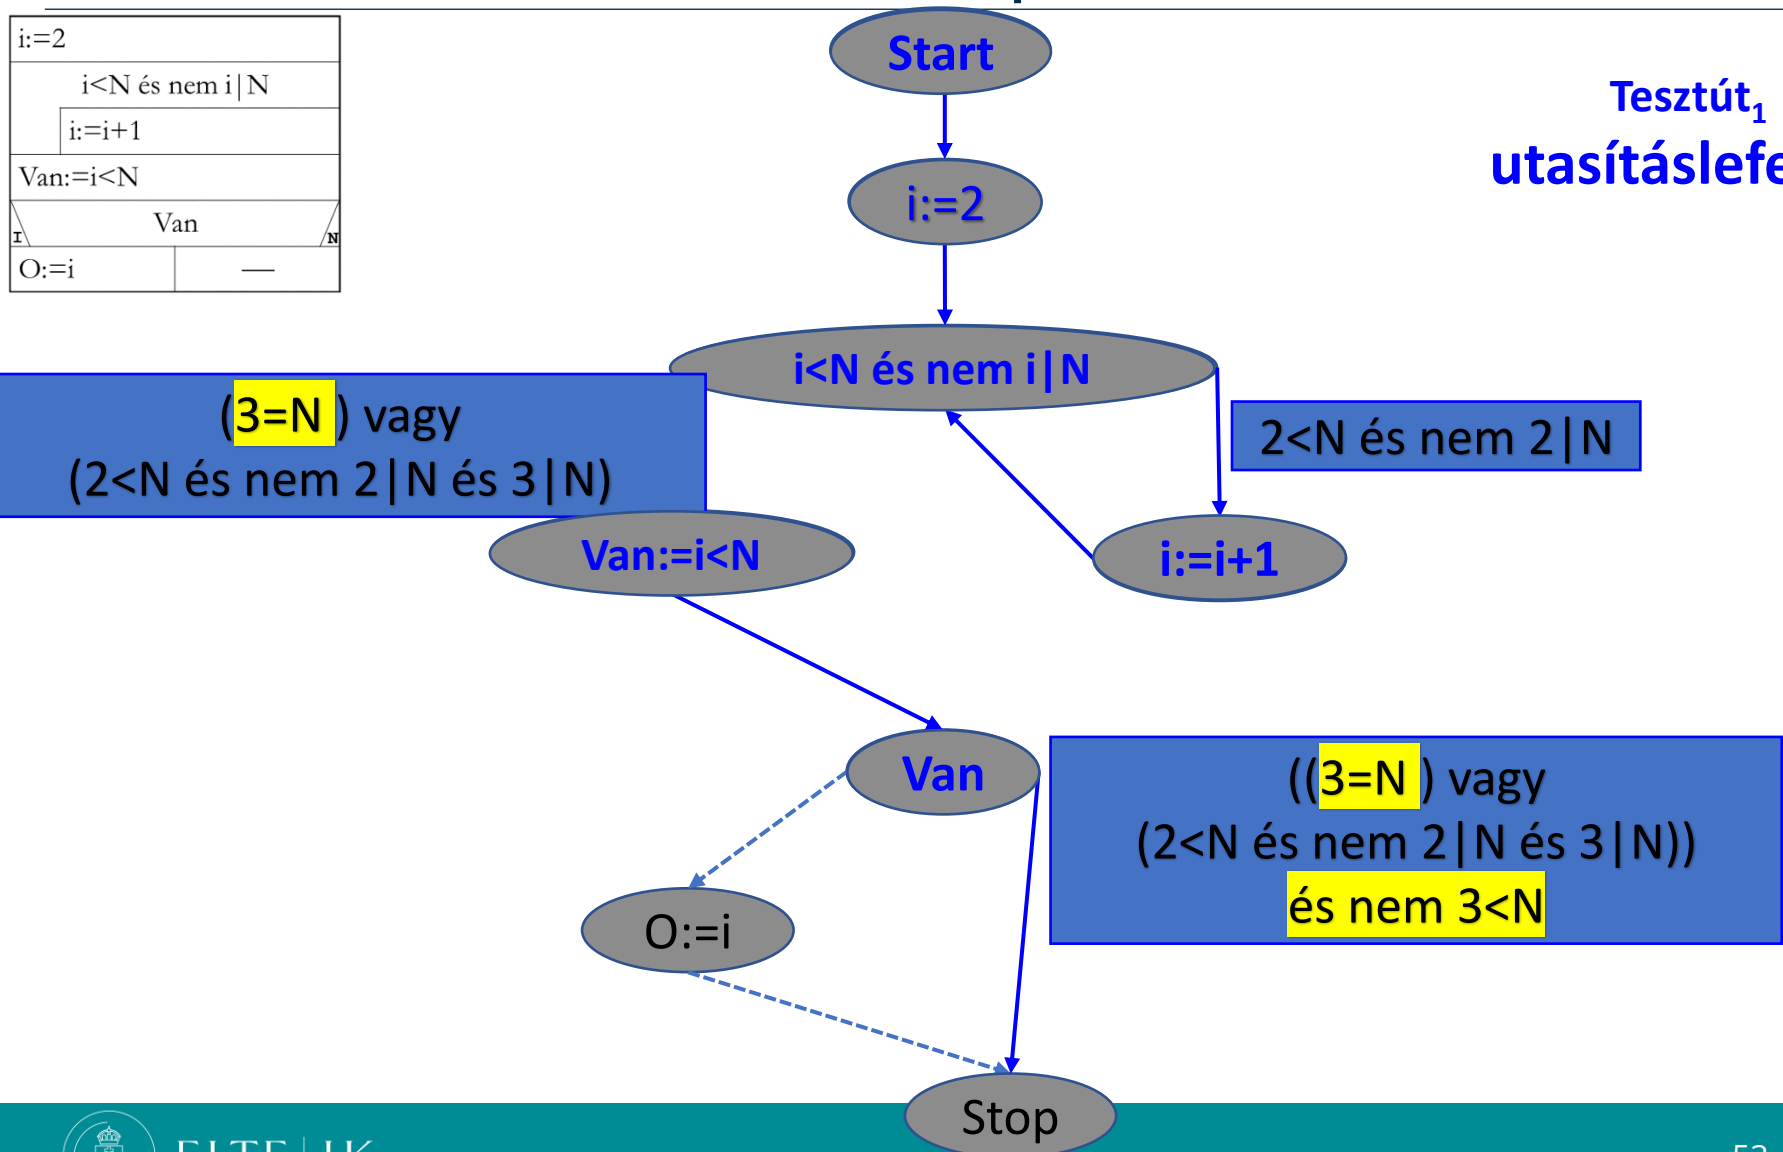 i:=2
i<N és nem i|N
i:=i+1
Van:=i<N
Van
I
N
O:=i
—
Start
Tesztút1
i:=2
i<N és nem i|N
(3=N ) vagy
(2<N és nem 2|N és 3|N)
2<N és nem 2|N
Van:=i<N
i:=i+1
Van
((3=N ) vagy
(2<N és nem 2|N és 3|N))
és nem 3<N
O:=i
Stop